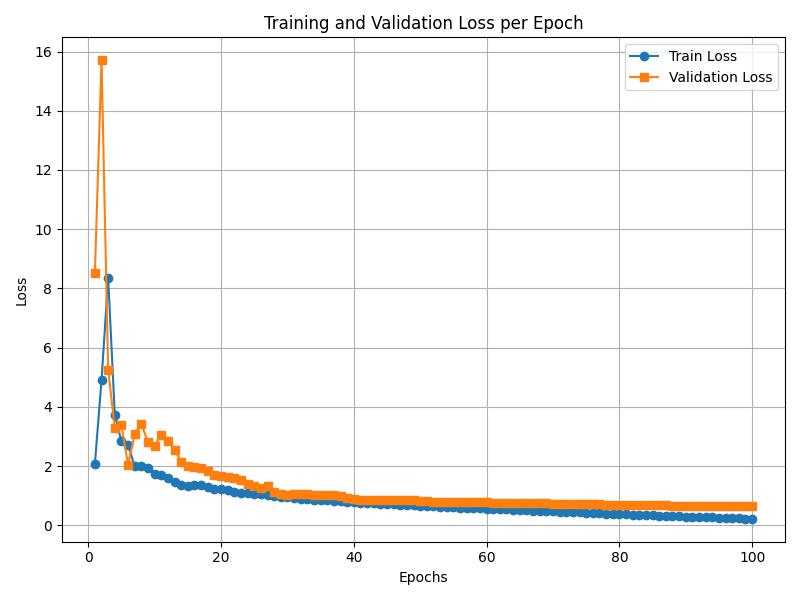 Training and Validation Loss per Epoch
Train Loss
Validation Loss
16
14
12
10
8
6
4
2
0
Loss
0 20 40 60 80 100
Epochs